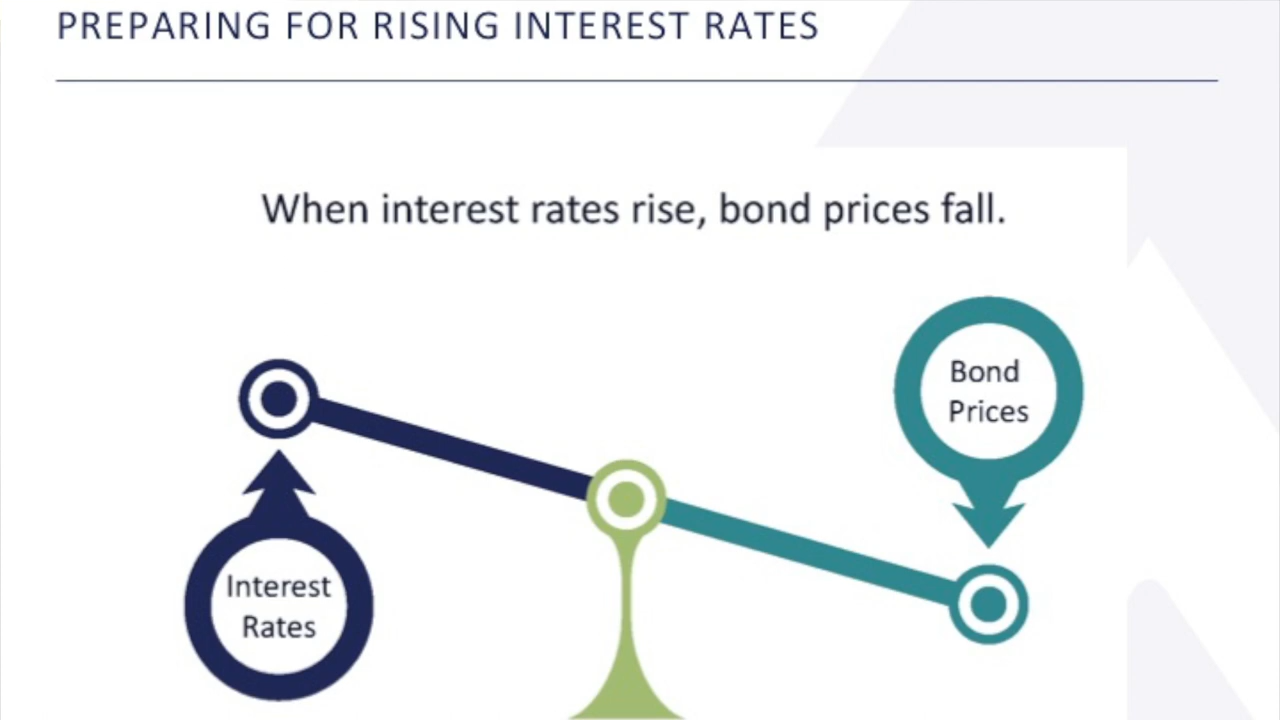 PREPARING FOR RISING INTEREST RATES
When interest rates rise, bond prices fall.
Bond
Prices
Interest
Rates